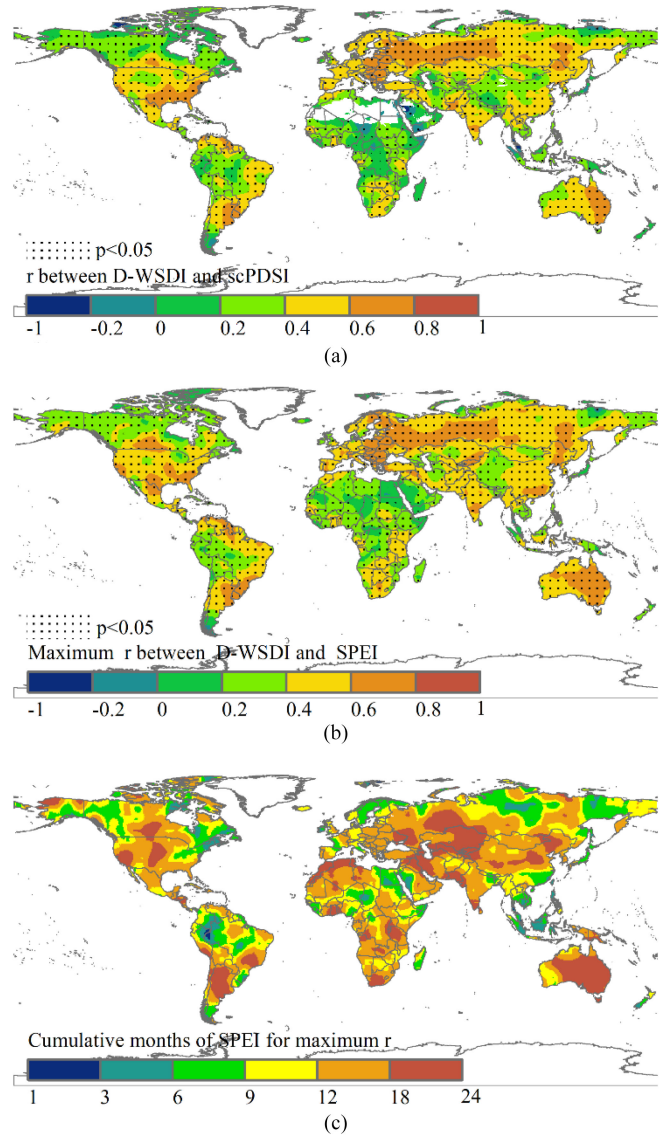 p<0.05
r between D-WSDI and scPDSI
-1 -0.2 0 0.2 0.4 0.6 0.8 1
(a)
p<0.05
Maximum r between D-WSDI and SPEI
-1 -0.2 0 0.2 0.4 0.6 0.8 1
(b)
Cumulative months of SPEI for maximum r
1 3 6 9 12 18 24
(c)